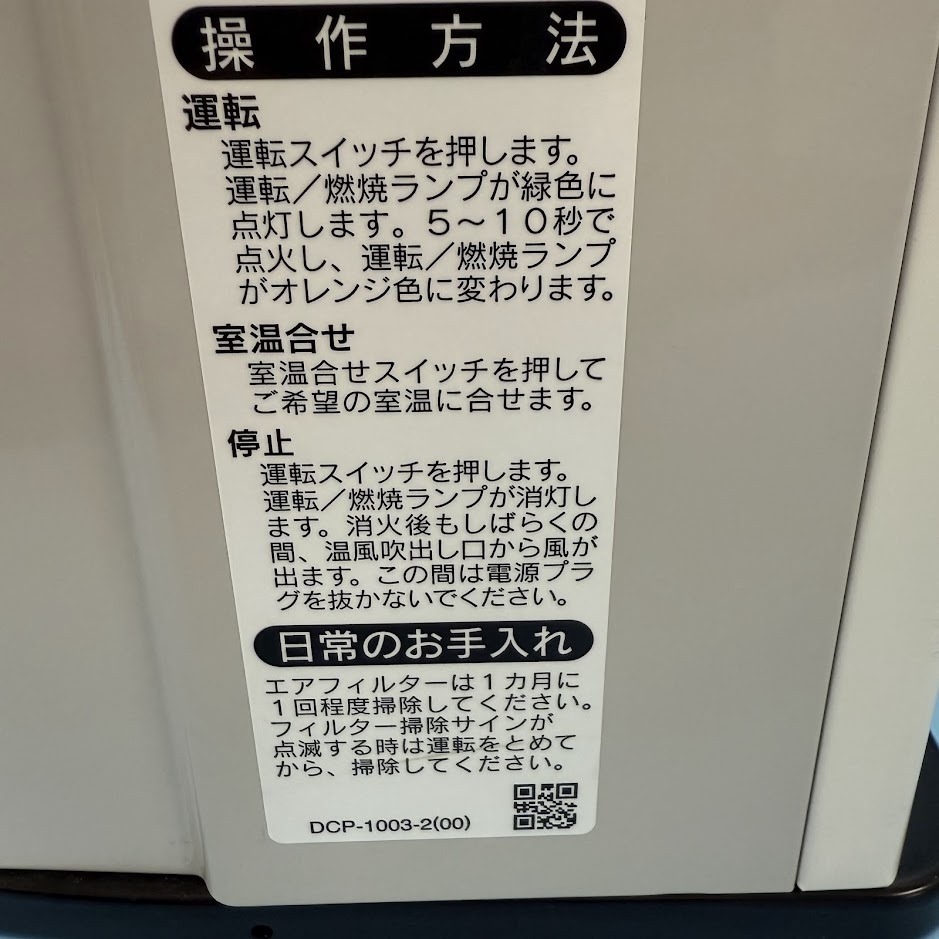 操作方法
運転
運転スイッチを押します。
運転／燃焼ランプが緑色に
点灯します。5～10秒で
点火し、運転／燃焼ランプ
がオレンジ色に変わります。
室温合せ
室温合せスイッチを押して
ご希望の室温に合せます。
停止
運転スイッチを押します。
運転／燃焼ランプが消灯し
ます。消火後もしばらくの
間、温風吹出し口から風が
出ます。この間は電源プラ
グを抜かないでください。
日常のお手入れ
エアフィルターは1カ月に
1回程度掃除してください。
フィルター掃除サインが
点滅する時は運転をとめて
から、掃除してください。
DCP-1003-2(00)